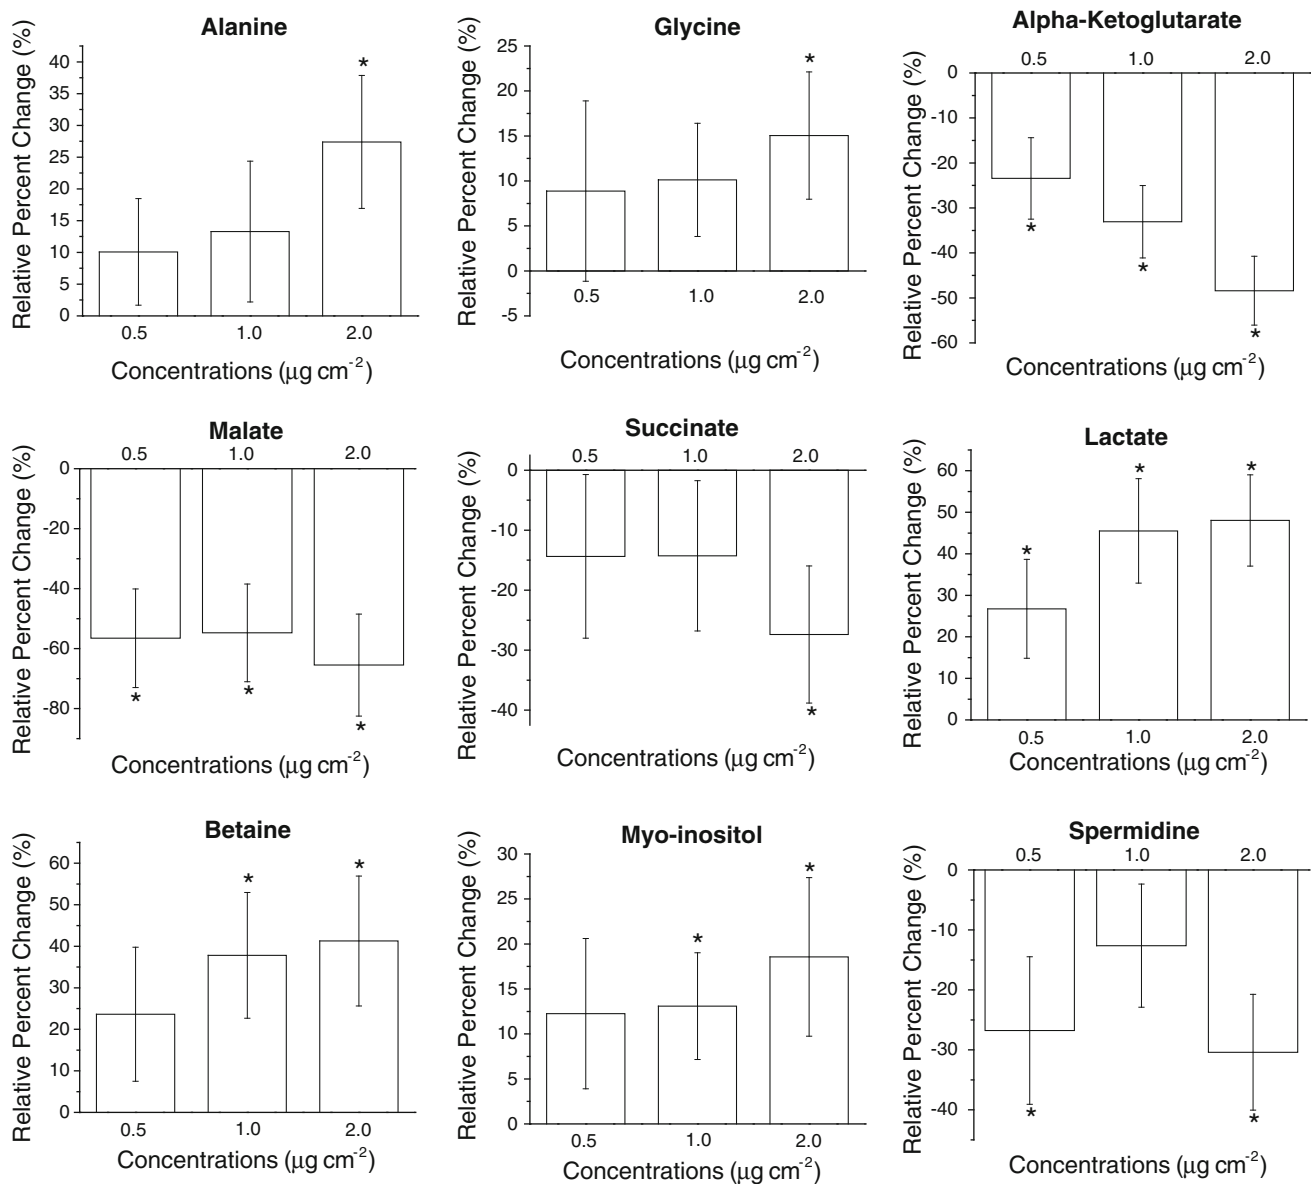 Alanine
Relative Percent Change (%)
40
35
30
25
20
15
10
5
0
*
0.5 1.0 2.0
Concentrations (μg cm-2)
Glycine
Relative Percent Change (%)
25
20
15
10
5
0
-5
*
0.5 1.0 2.0
Concentrations (μg cm-2)
Alpha-Ketoglutarate
Relative Percent Change (%)
0.5 1.0 2.0
0
-10
-20
-30
-40
-50
-60
* * *
Concentrations (μg cm-2)
Malate
Relative Percent Change (%)
0.5 1.0 2.0
0
-20
-40
-60
-80
* * *
Concentrations (μg cm-2)
Succinate
Relative Percent Change (%)
0.5 1.0 2.0
0
-10
-20
-30
-40
*
Concentrations (μg cm-2)
Lactate
Relative Percent Change (%)
60
50
40
30
20
10
0
* * *
0.5 1.0 2.0
Concentrations (μg cm-2)
Betaine
Relative Percent Change (%)
60
50
40
30
20
10
0
* *
0.5 1.0 2.0
Concentrations (μg cm-2)
Myo-inositol
Relative Percent Change (%)
30
25
20
15
10
5
0
* *
0.5 1.0 2.0
Concentrations (μg cm-2)
Spermidine
Relative Percent Change (%)
0.5 1.0 2.0
0
-10
-20
-30
-40
* *
Concentrations (μg cm-2)